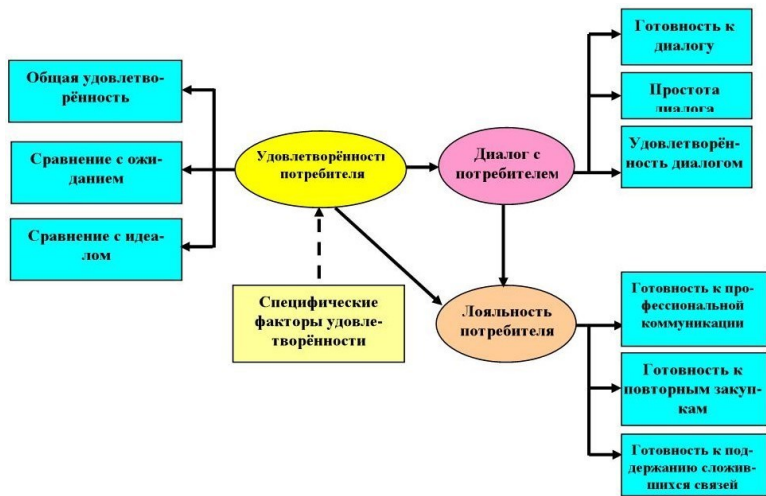 Общая удовлетво-
рённость
Сравнение с ожи-
данием
Сравнение с идеа-
лом
Удовлетворённості
потребителя
Специфические
факторы удовле-
творённости
Диалог с
потребителем
Лояльность
потребителя
Готовность к
диалогу
Простота
диалога
Удовлетворён-
ность диалогом
Готовность к про-
фессиональной
коммуникации
Готовность к
повторным закуп-
кам
Готовность к под-
держанию сложив-
шихся связей